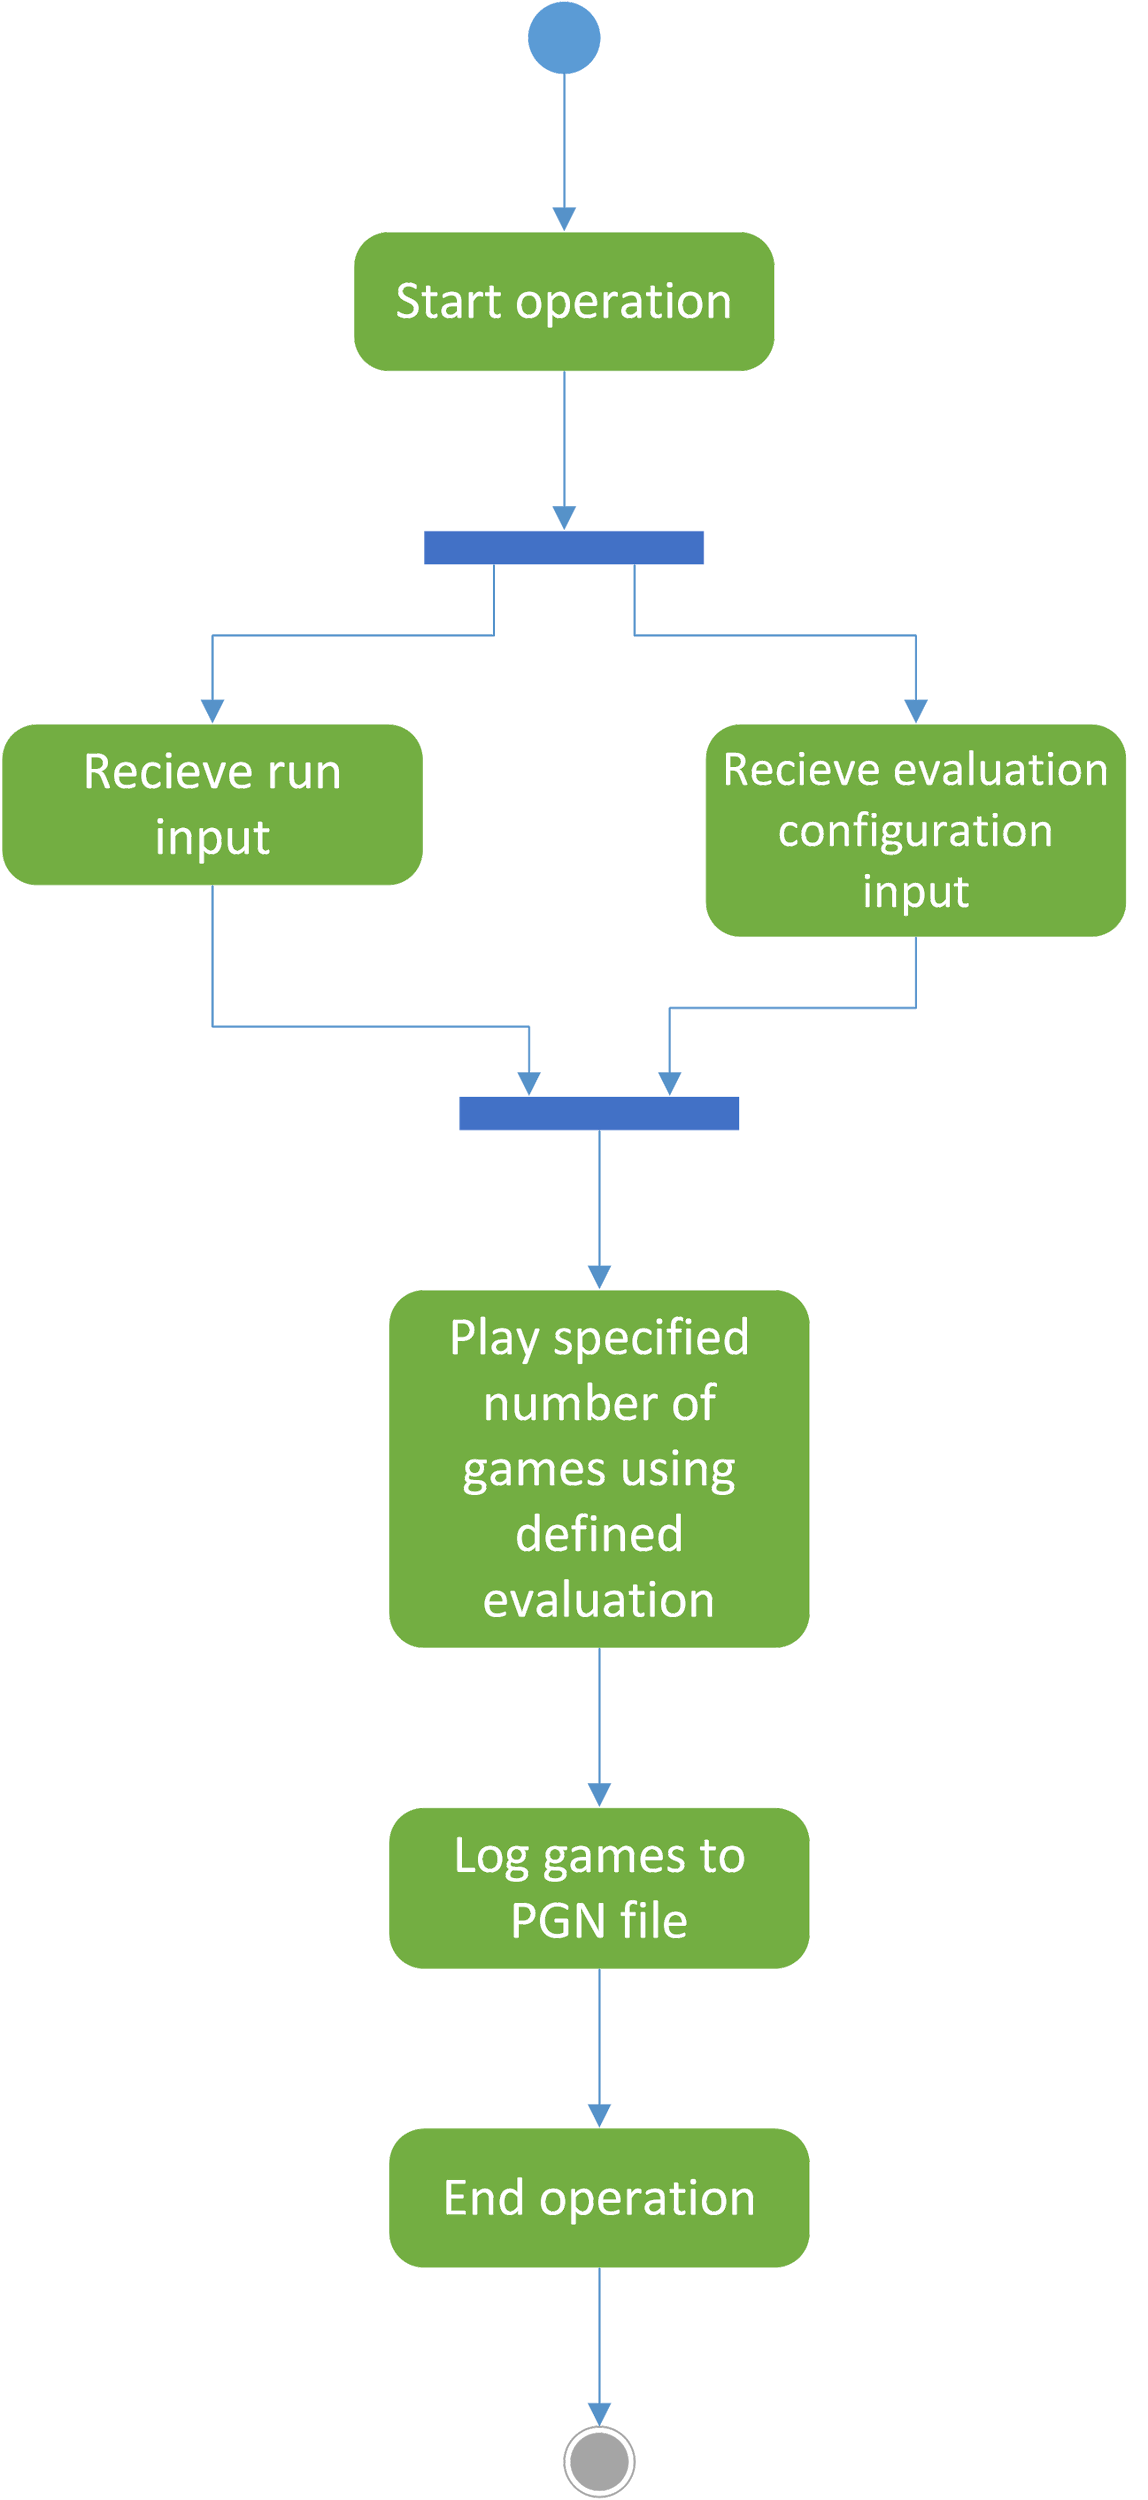 Start operation
Recieve run
input
Recieve evaluation
configuration
input
Play specified
number of
games using
defined
evaluation
Log games to
PGN file
End operation